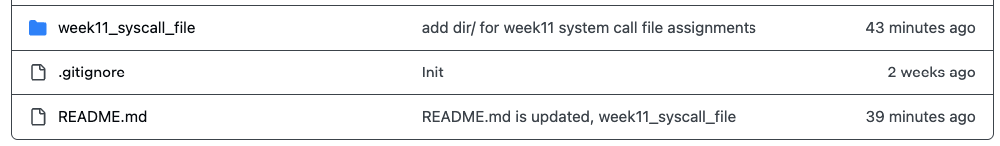 week11_syscall_file add dir/ for week11 system call file assignments 43 minutes ago
.gitignore Init 2 weeks ago
README.md README.md is updated, week11_syscall_file 39 minutes ago